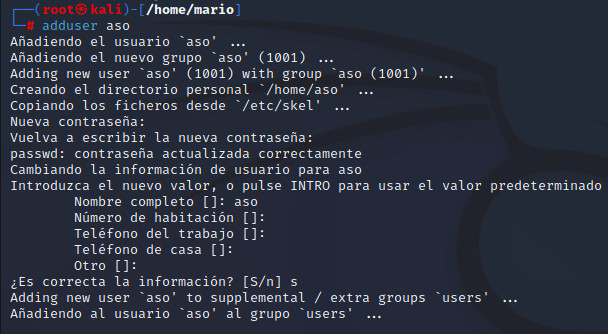 ┌──(root㉿kali)-[/home/mario]
└─# adduser aso
Añadiendo el usuario `aso' ...
Añadiendo el nuevo grupo `aso' (1001) ...
Adding new user `aso' (1001) with group `aso (1001)' ...
Creando el directorio personal `/home/aso' ...
Copiando los ficheros desde `/etc/skel' ...
Nueva contraseña:
Vuelva a escribir la nueva contraseña:
passwd: contraseña actualizada correctamente
Cambiando la información de usuario para aso
Introduzca el nuevo valor, o pulse INTRO para usar el valor predeterminado
Nombre completo []: aso
Número de habitación []:
Teléfono del trabajo []:
Teléfono de casa []:
Otro []:
¿Es correcta la información? [S/n] s
Adding new user `aso' to supplemental / extra groups `users' ...
Añadiendo al usuario `aso' al grupo `users' ...